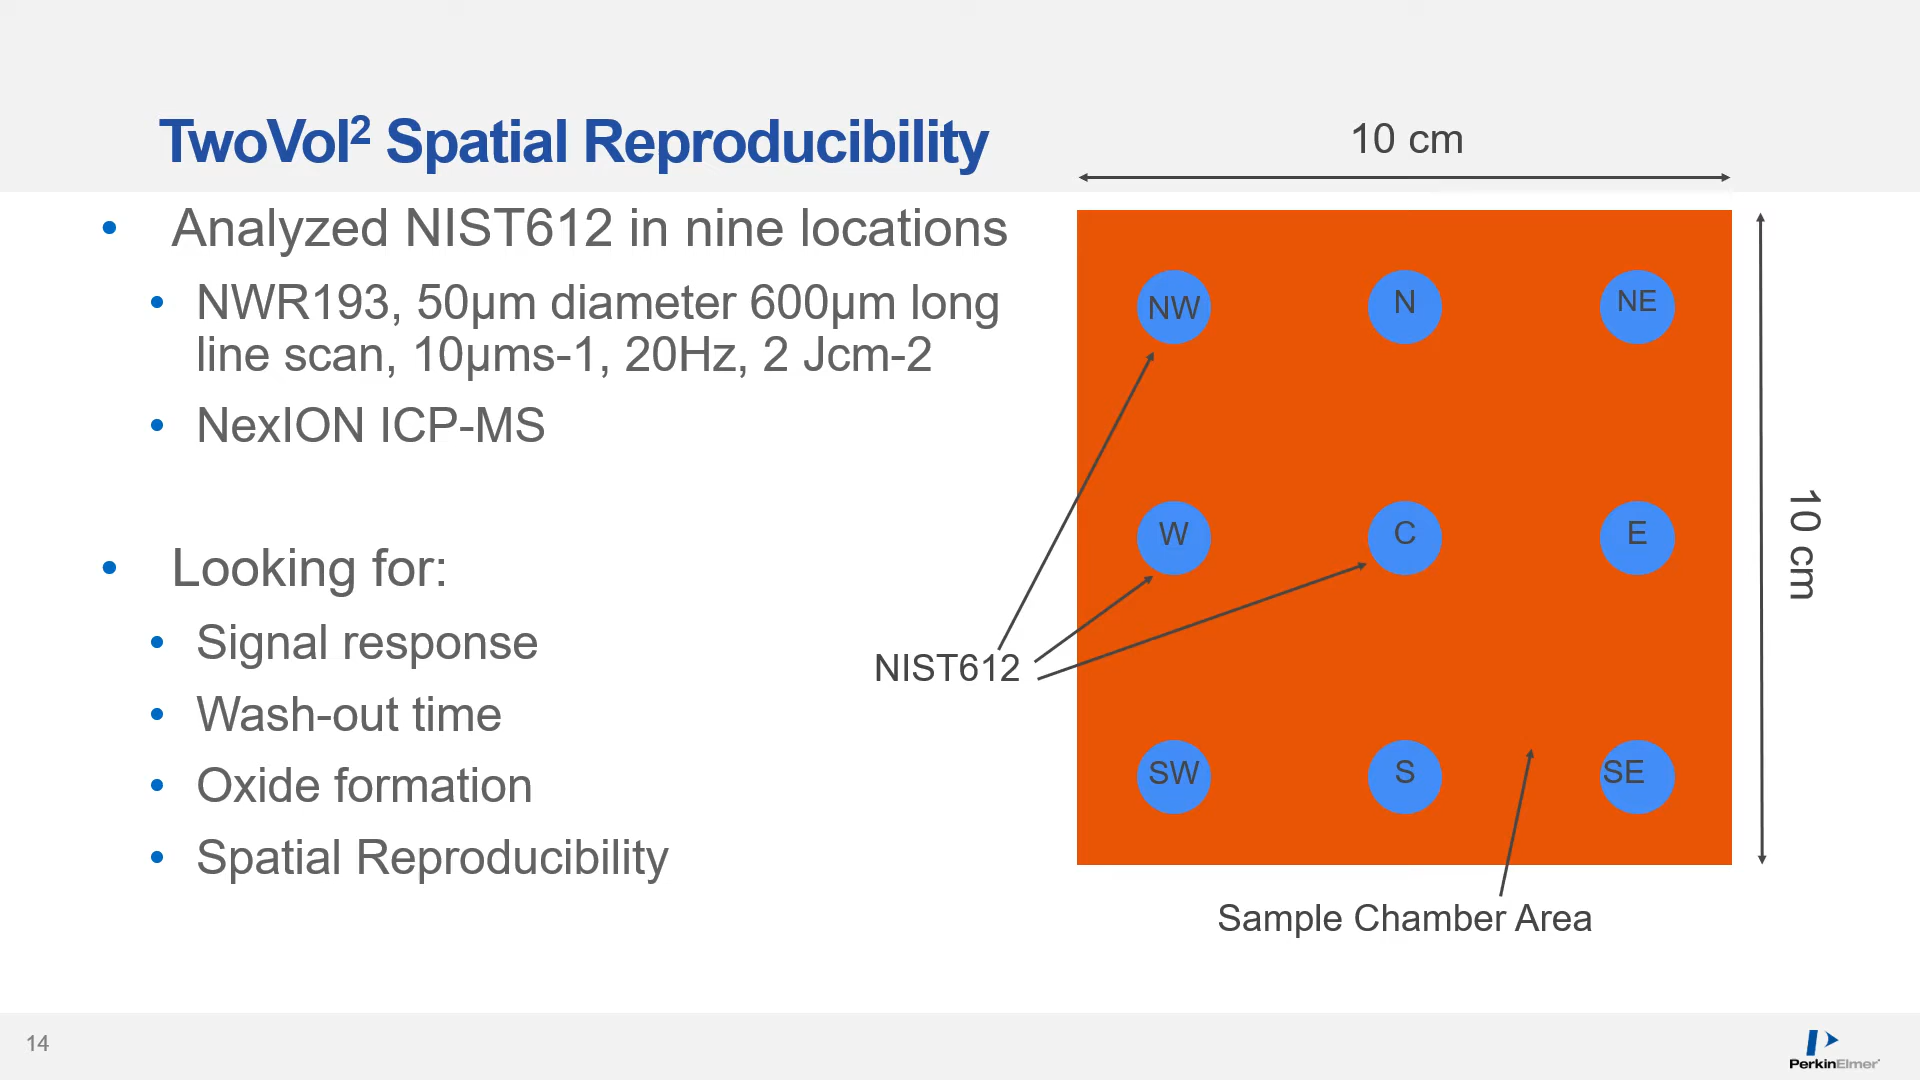 TwoVol² Spatial Reproducibility
• Analyzed NIST612 in nine locations
• NWR193, 50µm diameter 600µm long
line scan, 10µms-1, 20Hz, 2 Jcm-2
• NexION ICP-MS
• Looking for:
• Signal response
• Wash-out time
• Oxide formation
• Spatial Reproducibility
10 cm
10 cm
NW N NE
W C E
SW S SE
NIST612
Sample Chamber Area
14
PerkinElmer